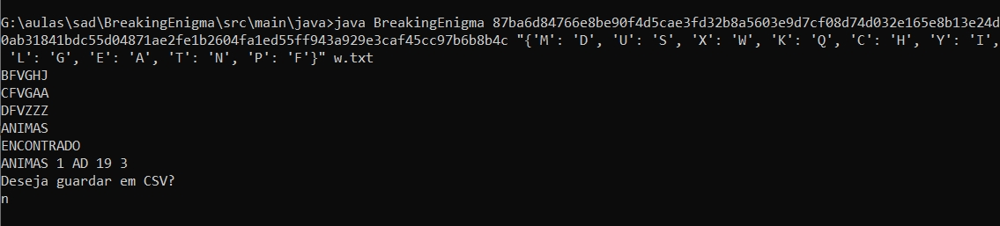 G:\aulas\sad\BreakingEnigma\src\main\java>java BreakingEnigma 87ba6d84766e8be90f4d5cae3fd32b8a5603e9d7cf08d74d032e165e8b13e24d
0ab31841bdc55d04871ae2fe1b2604fa1ed55ff943a929e3caf45cc97b6b8b4c "{'M': 'D', 'U': 'S', 'X': 'W', 'K': 'Q', 'C': 'H', 'Y': 'I',
'L': 'G', 'E': 'A', 'T': 'N', 'P': 'F'}" w.txt
BFVGHJ
CFVGAA
DFVZZZ
ANIMAS
ENCONTRADO
ANIMAS 1 AD 19 3
Deseja guardar em CSV?
n